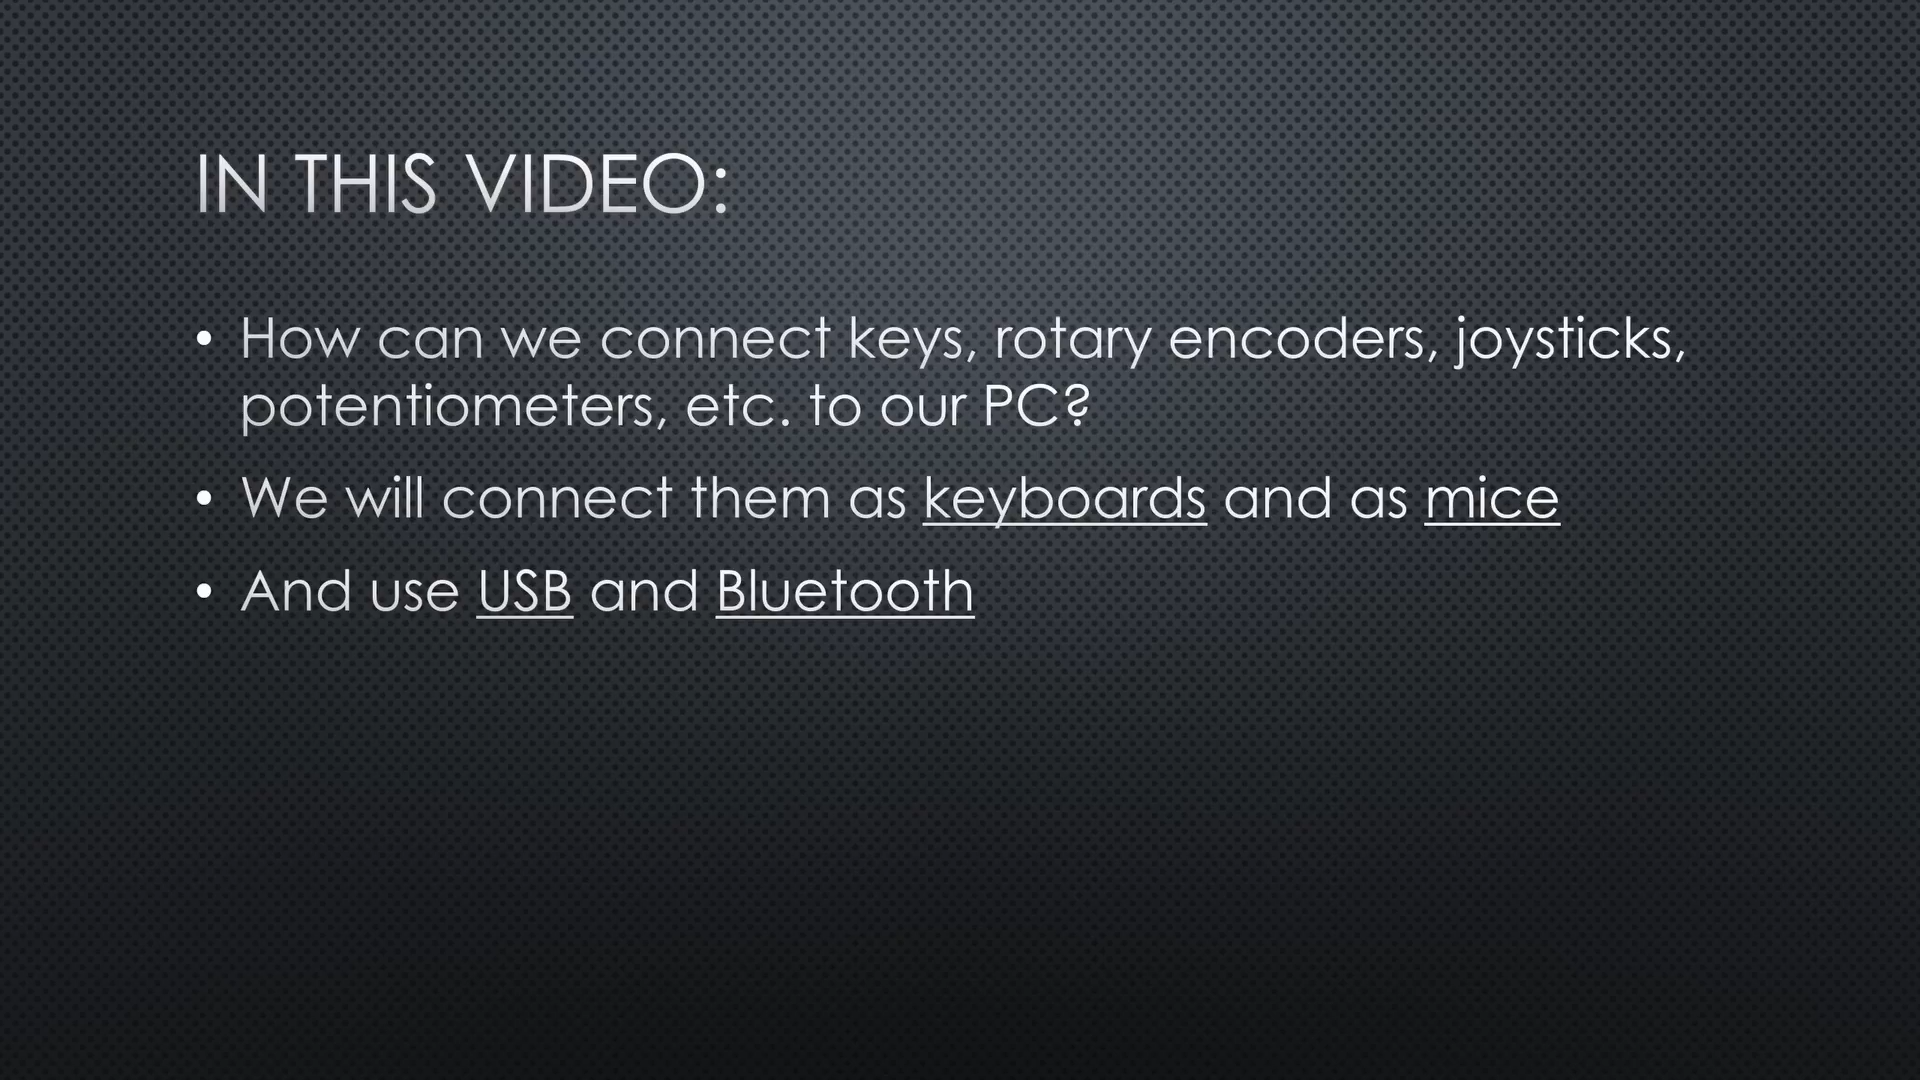 IN THIS VIDEO:
• How can we connect keys, rotary encoders, joysticks,
potentiometers, etc. to our PC?
• We will connect them as keyboards and as mice
• And use USB and Bluetooth